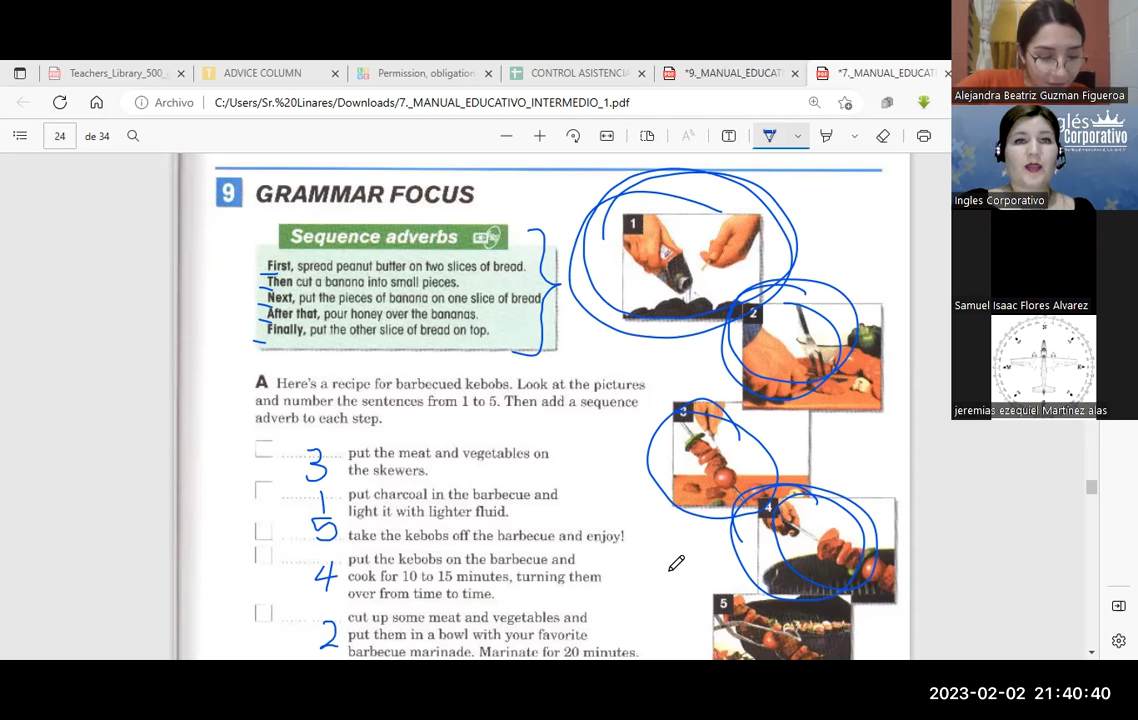 Teachers_Library_500_
ADVICE COLUMN
Permission, obligation
CONTROL ASISTENCIA
*9._MANUAL_EDUCAT
*7._MANUAL_EDUCAT
Archivo
C:/Users/Sr.%20Linares/Downloads/7._MANUAL_EDUCATIVO_INTERMEDIO_1.pdf
24
de 34
9 GRAMMAR FOCUS
Sequence adverbs
First, spread peanut butter on two slices of bread.
Then cut a banana into small pieces.
Next, put the pieces of banana on one slice of bread
After that, pour honey over the bananas.
Finally, put the other slice of bread on top.
1
2
3
4
5
A Here's a recipe for barbecued kebobs. Look at the pictures
and number the sentences from 1 to 5. Then add a sequence
adverb to each step.
3 put the meat and vegetables on
the skewers.
1 put charcoal in the barbecue and
light it with lighter fluid.
5 take the kebobs off the barbecue and enjoy!
4 put the kebobs on the barbecue and
cook for 10 to 15 minutes, turning them
over from time to time.
2 cut up some meat and vegetables and
put them in a bowl with your favorite
barbecue marinade. Marinate for 20 minutes.
Alejandra Beatriz Guzman Figueroa
glés
Corporativo
Ingles Corporativo
Samuel Isaac Flores Alvarez
jeremias ezequiel Martínez alas
2023-02-02 21:40:40